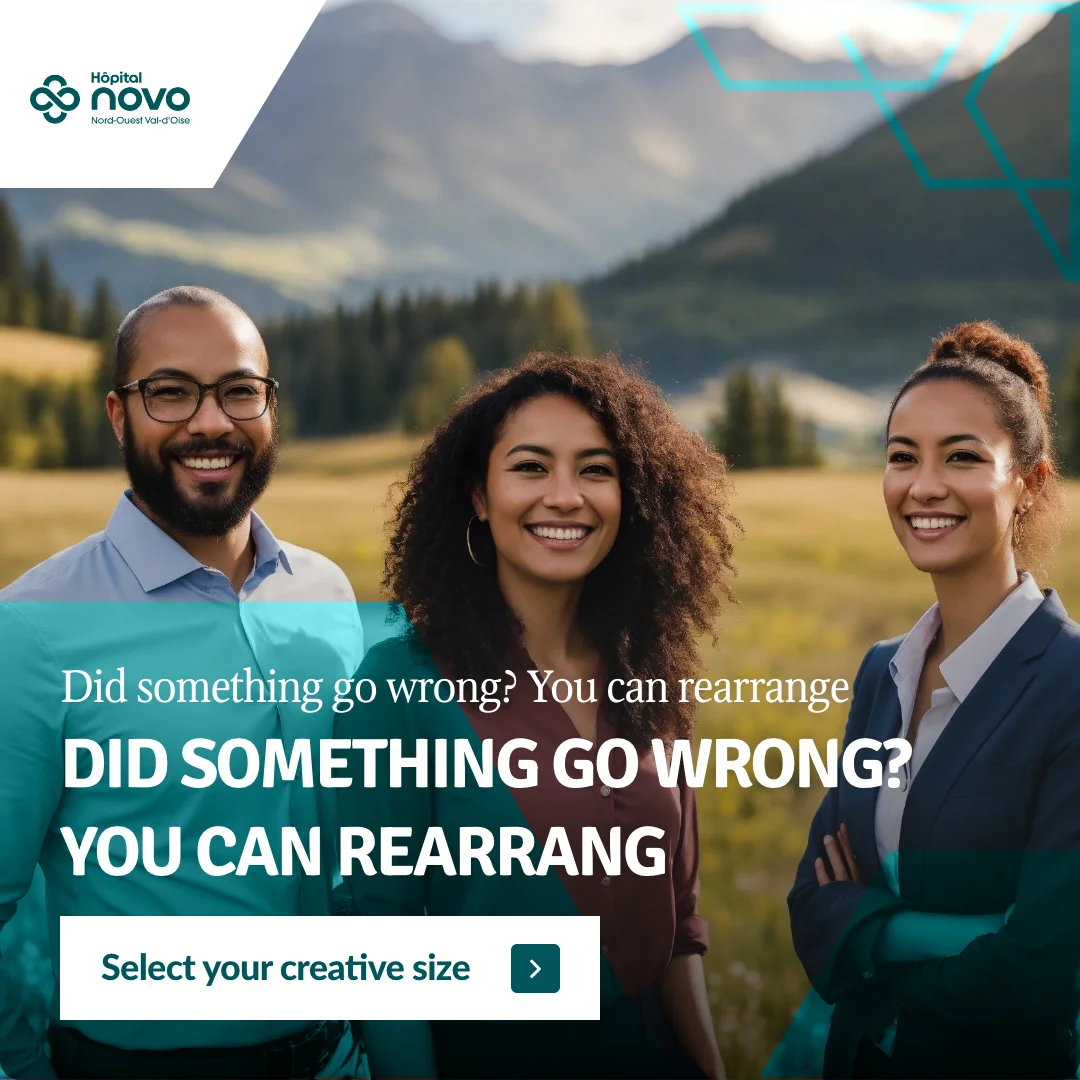 Hôpital
novo
Nord-Ouest Val-d'Oise
Did something go wrong? You can rearrange
DID SOMETHING GO WRONG?
YOU CAN REARRANG
Select your creative size